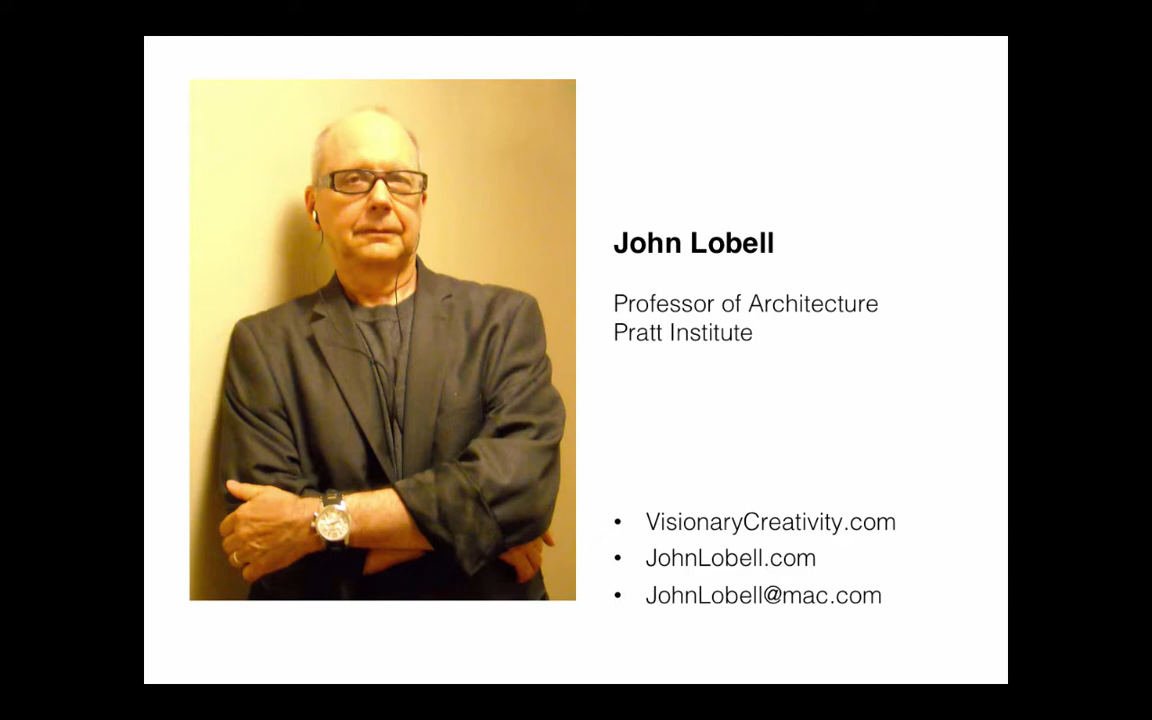 John Lobell
Professor of Architecture
Pratt Institute
• VisionaryCreativity.com
• JohnLobell.com
• JohnLobell@mac.com